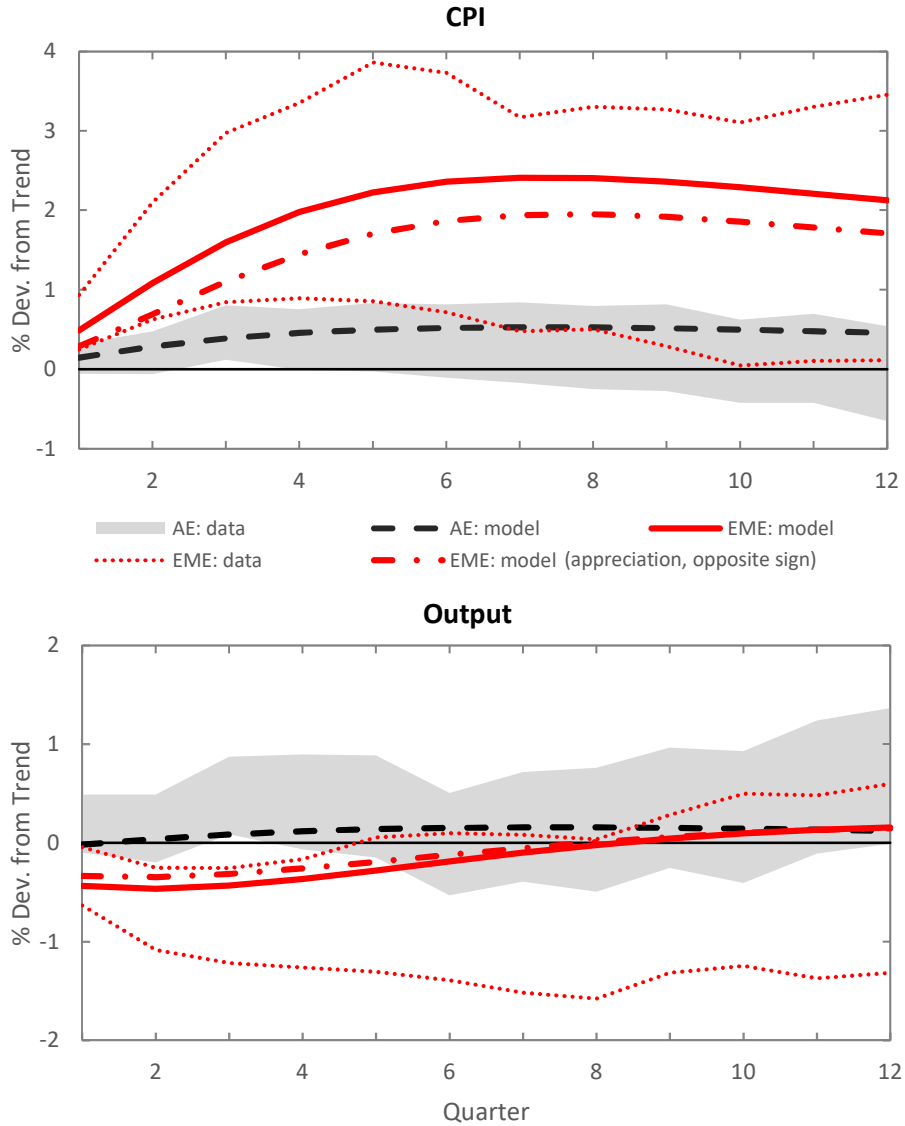 CPI
% Dev. from Trend
4
3
2
1
0
-1
2 4 6 8 10 12
AE: data AE: model EME: model
EME: data EME: model (appreciation, opposite sign)
Output
% Dev. from Trend
2
1
0
-1
-2
2 4 6 8 10 12
Quarter